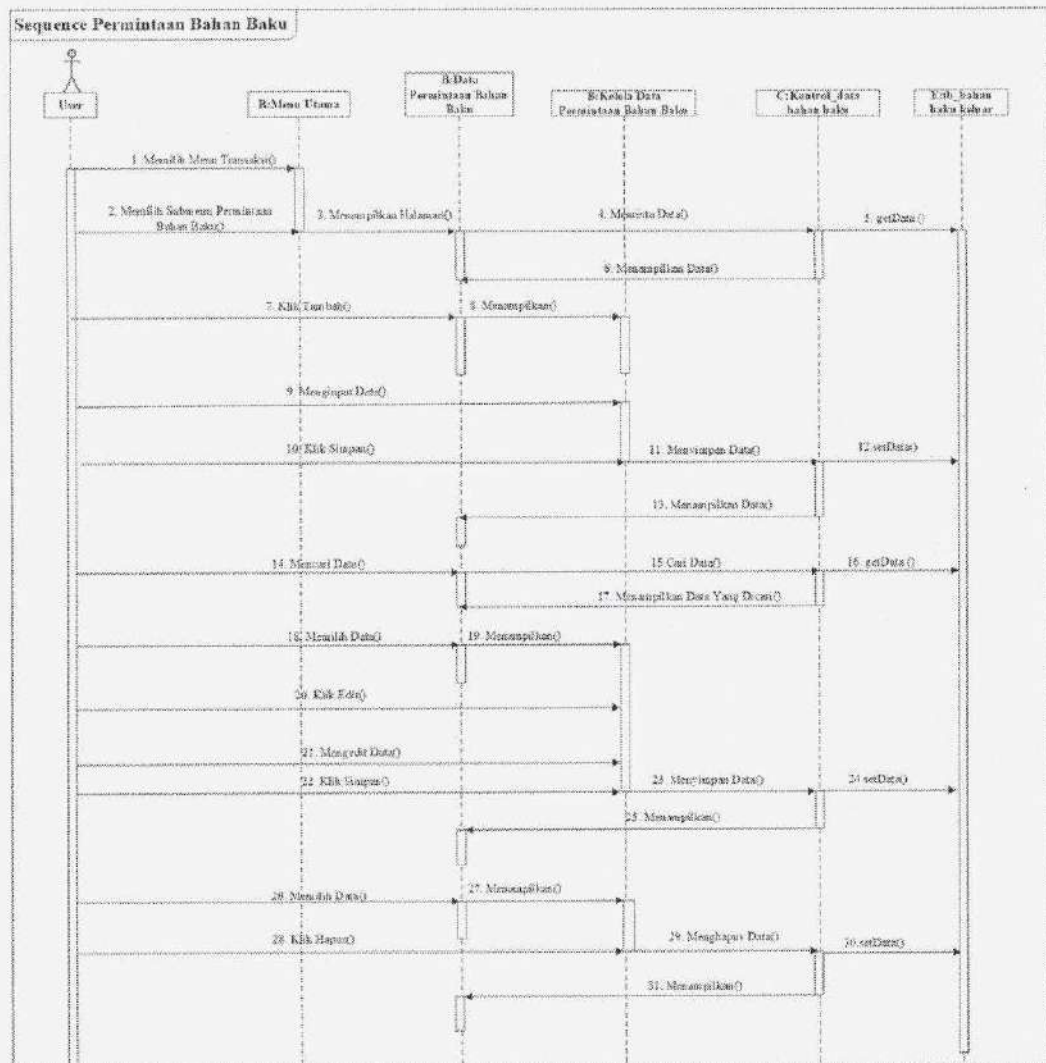 Sequence Permintaan Bahan Baku
User
B:Menu Utama
B:Data
Permintaan Bahan
Baku
B:Kelola Data
Permintaan Bahan Baku
C:Kontrol_data
bahan baku
bahan
baku keluar
1. Memilih Menu Transaksi()
2. Memilih Submenu Permintaan
Bahan Baku()
3. Menampilkan Halaman()
4. Meminta Data()
5. getData ()
6. Menampilkan Data()
7. Klik Tambah()
8. Menampilkan()
9. Menginput Data()
10. Klik Simpan()
11. Menyimpan Data()
12.setData()
13. Menampilkan Data()
14. Mencari Data()
15 Cari Data()
16. getData ()
17. Menampilkan Data Yang Dicari()
18. Memilih Data()
19. Menampilkan()
20. Klik Edit()
21. Mengedit Data()
22. Klik Simpan()
23. Menyimpan Data()
24.setData()
25. Menampilkan()
26. Memilih Data()
27. Menampilkan()
28. Klik Hapus()
29. Menghapus Data()
30.setData()
31. Menampilkan()